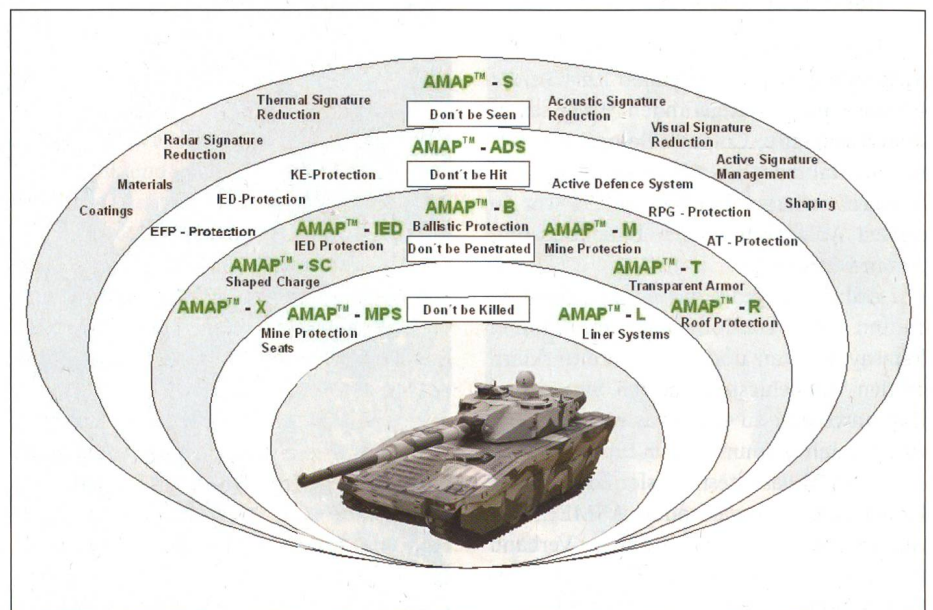 AMAP™ - S
Thermal Signature
Reduction
Don´t be Seen
Acoustic Signature
Reduction
Radar Signature
Reduction
Visual Signature
Reduction
AMAP™ - ADS
Dont´t be Hit
Active Signature
Management
Materials
Coatings
Shaping
KE-Protection
IED-Protection
EFP - Protection
Active Defence System
RPG - Protection
AT - Protection
AMAP™ - B
Ballistic Protection
Don´t be Penetrated
AMAP™ - IED
IED Protection
AMAP™ - M
Mine Protection
AMAP™ - SC
Shaped Charge
AMAP™ - T
Transparent Armor
AMAP™ - X
AMAP™ - R
Roof Protection
AMAP™ - MPS
Mine Protection
Seats
Don´t be Killed
AMAP™ - L
Liner Systems